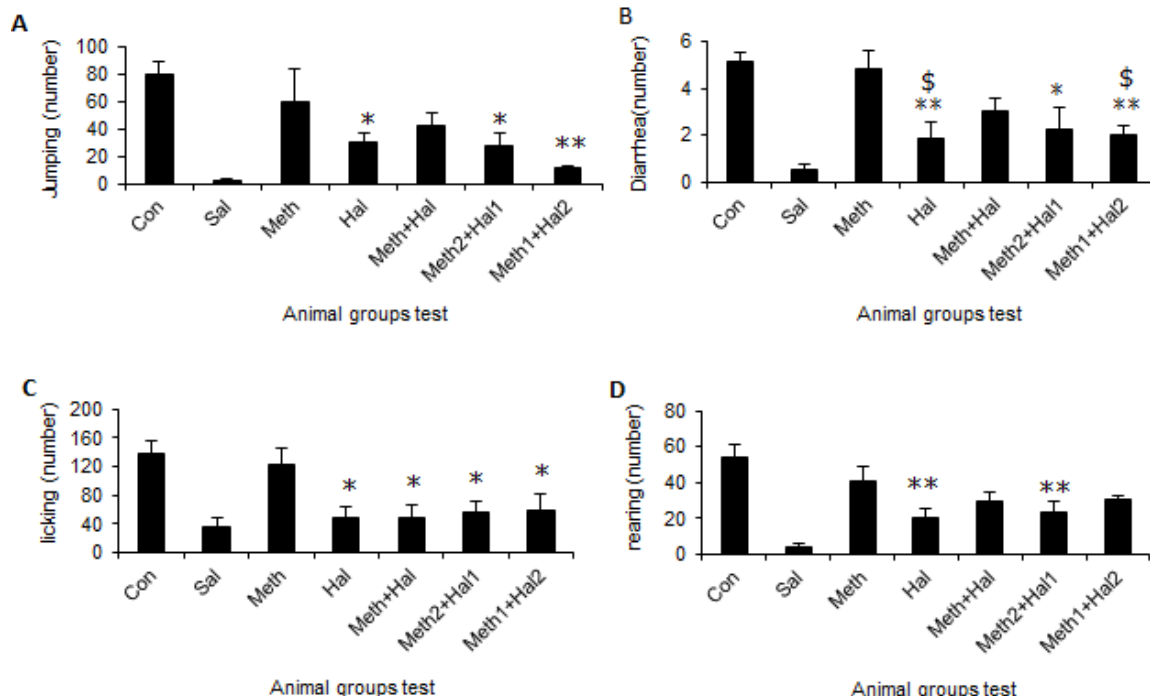 A
Jumping (number)
100
80
60
40
20
0
*
*
**
Con
Sal
Meth
Hal
Meth+Hal
Meth2+Hal1
Meth1+Hal2
Animal groups test
B
Diarrhea(number)
6
4
2
0
$
**
*
$
**
Con
Sal
Meth
Hal
Meth+Hal
Meth2+Hal1
Meth1+Hal2
Animal groups test
C
licking (number)
200
160
120
80
40
0
*
*
*
*
Con
Sal
Meth
Hal
Meth+Hal
Meth2+Hal1
Meth1+Hal2
Animal groups test
D
rearing (number)
80
60
40
20
0
**
**
Con
Sal
Meth
Hal
Meth+Hal
Meth2+Hal1
Meth1+Hal2
Animal groups test